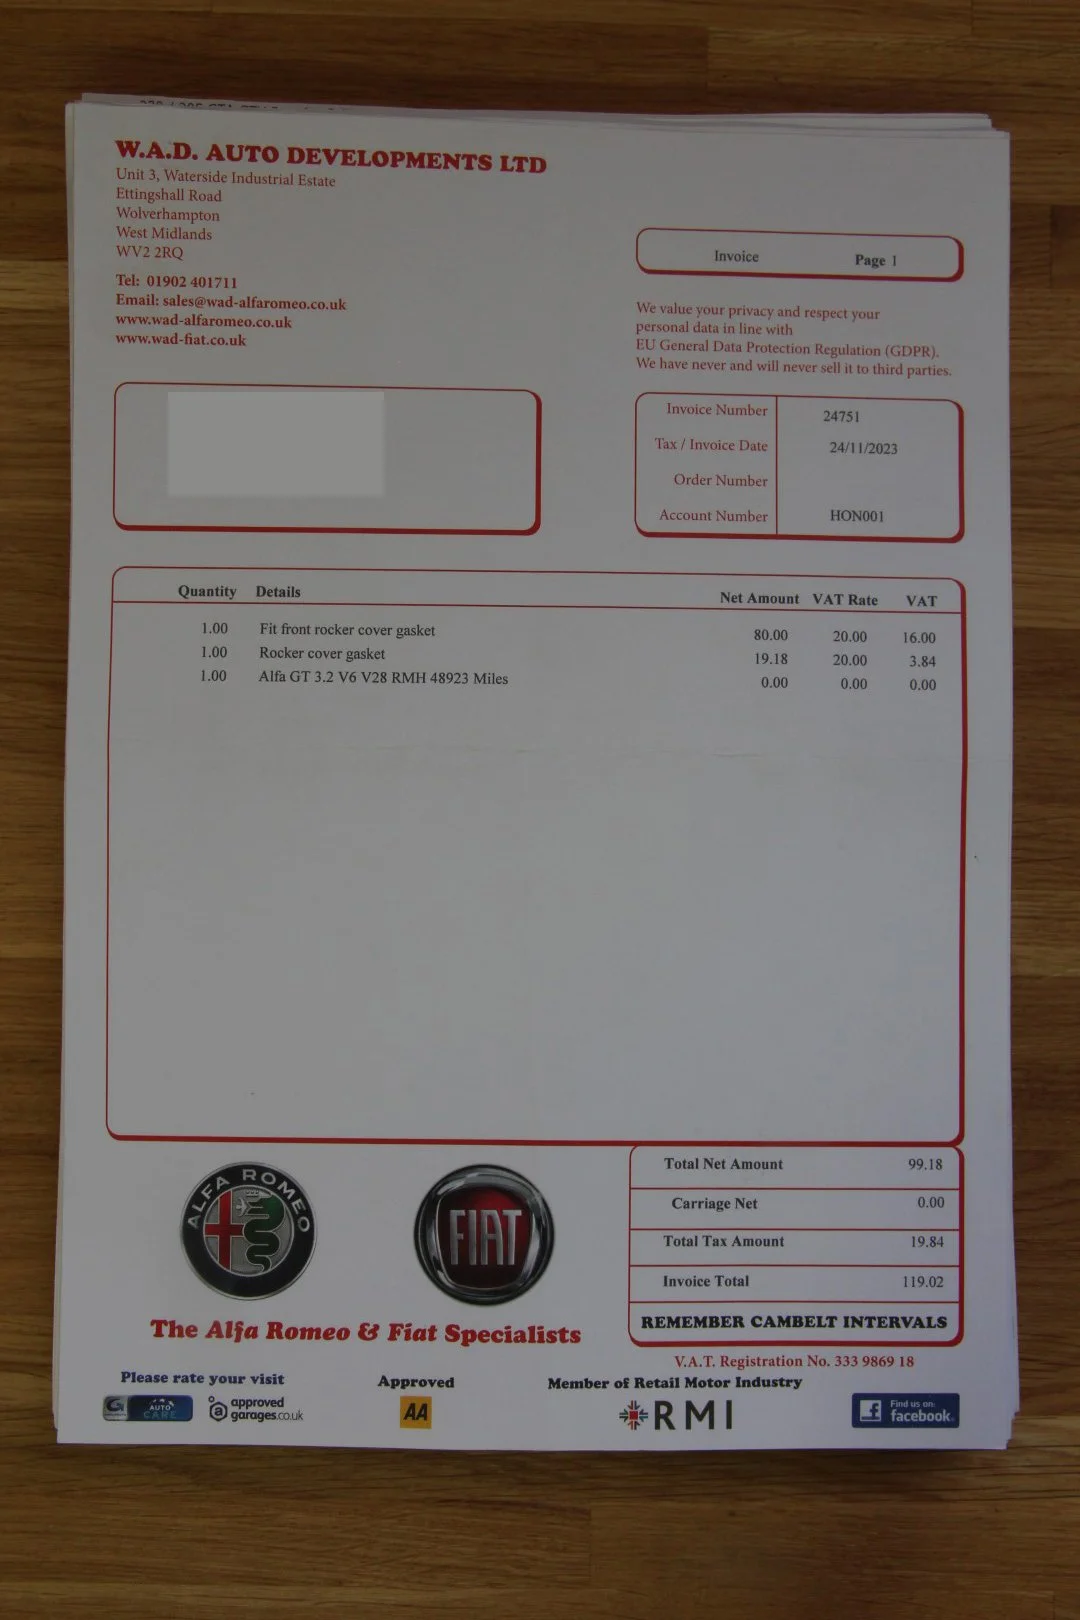 W.A.D. AUTO DEVELOPMENTS LTD
Unit 3, Waterside Industrial Estate
Ettingshall Road
Wolverhampton
West Midlands
WV2 2RQ
Tel: 01902 401711
Email: sales@wad-alfaromeo.co.uk
www.wad-alfaromeo.co.uk
www.wad-fiat.co.uk
Invoice Page 1
We value your privacy and respect your
personal data in line with
EU General Data Protection Regulation (GDPR).
We have never and will never sell it to third parties.
Invoice Number 24751
Tax / Invoice Date 24/11/2023
Order Number
Account Number HON001
Quantity Details Net Amount VAT Rate VAT
1.00 Fit front rocker cover gasket 80.00 20.00 16.00
1.00 Rocker cover gasket 19.18 20.00 3.84
1.00 Alfa GT 3.2 V6 V28 RMH 48923 Miles 0.00 0.00 0.00
Total Net Amount 99.18
Carriage Net 0.00
Total Tax Amount 19.84
Invoice Total 119.02
REMEMBER CAMBELT INTERVALS
ALFA ROMEO
FIAT
The Alfa Romeo & Fiat Specialists
V.A.T. Registration No. 333 9869 18
Please rate your visit
Approved
Member of Retail Motor Industry
AUTO
CARE
approved
garages.co.uk
AA
RMI
Find us on:
facebook